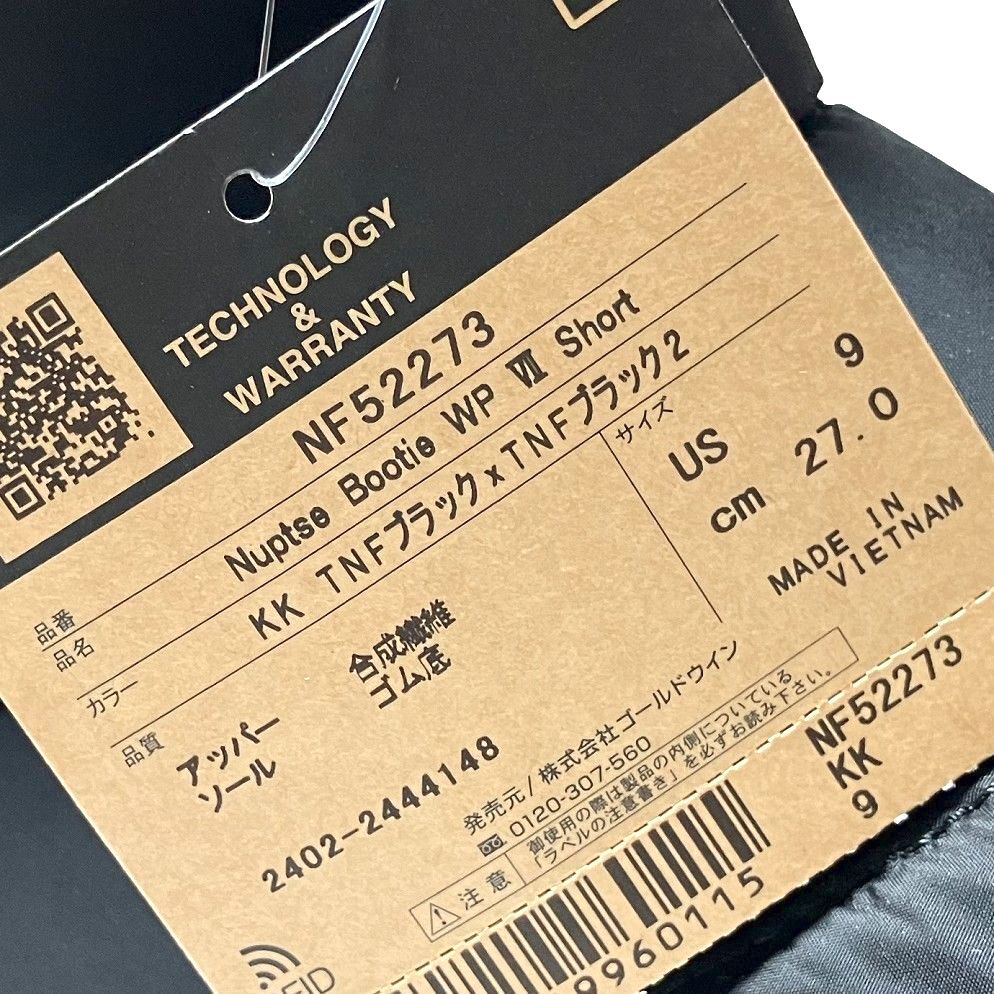 TECHNOLOGY
&
WARRANTY
品番 NF52273
品名 Nuptse Bootie WP Ⅶ Short
カラー KK TNFブラック×TNFブラック2
品質
アッパー 合成繊維
ソール ゴム底
サイズ
US 9
cm 27.0
MADE IN
VIETNAM
2402-2444148
発売元/株式会社ゴールドウイン
0120-307-560
注意
御使用の際は製品の内側についている
「ラベルの注意書き」を必ずお読み下さい。
NF52273
KK
9
9960115